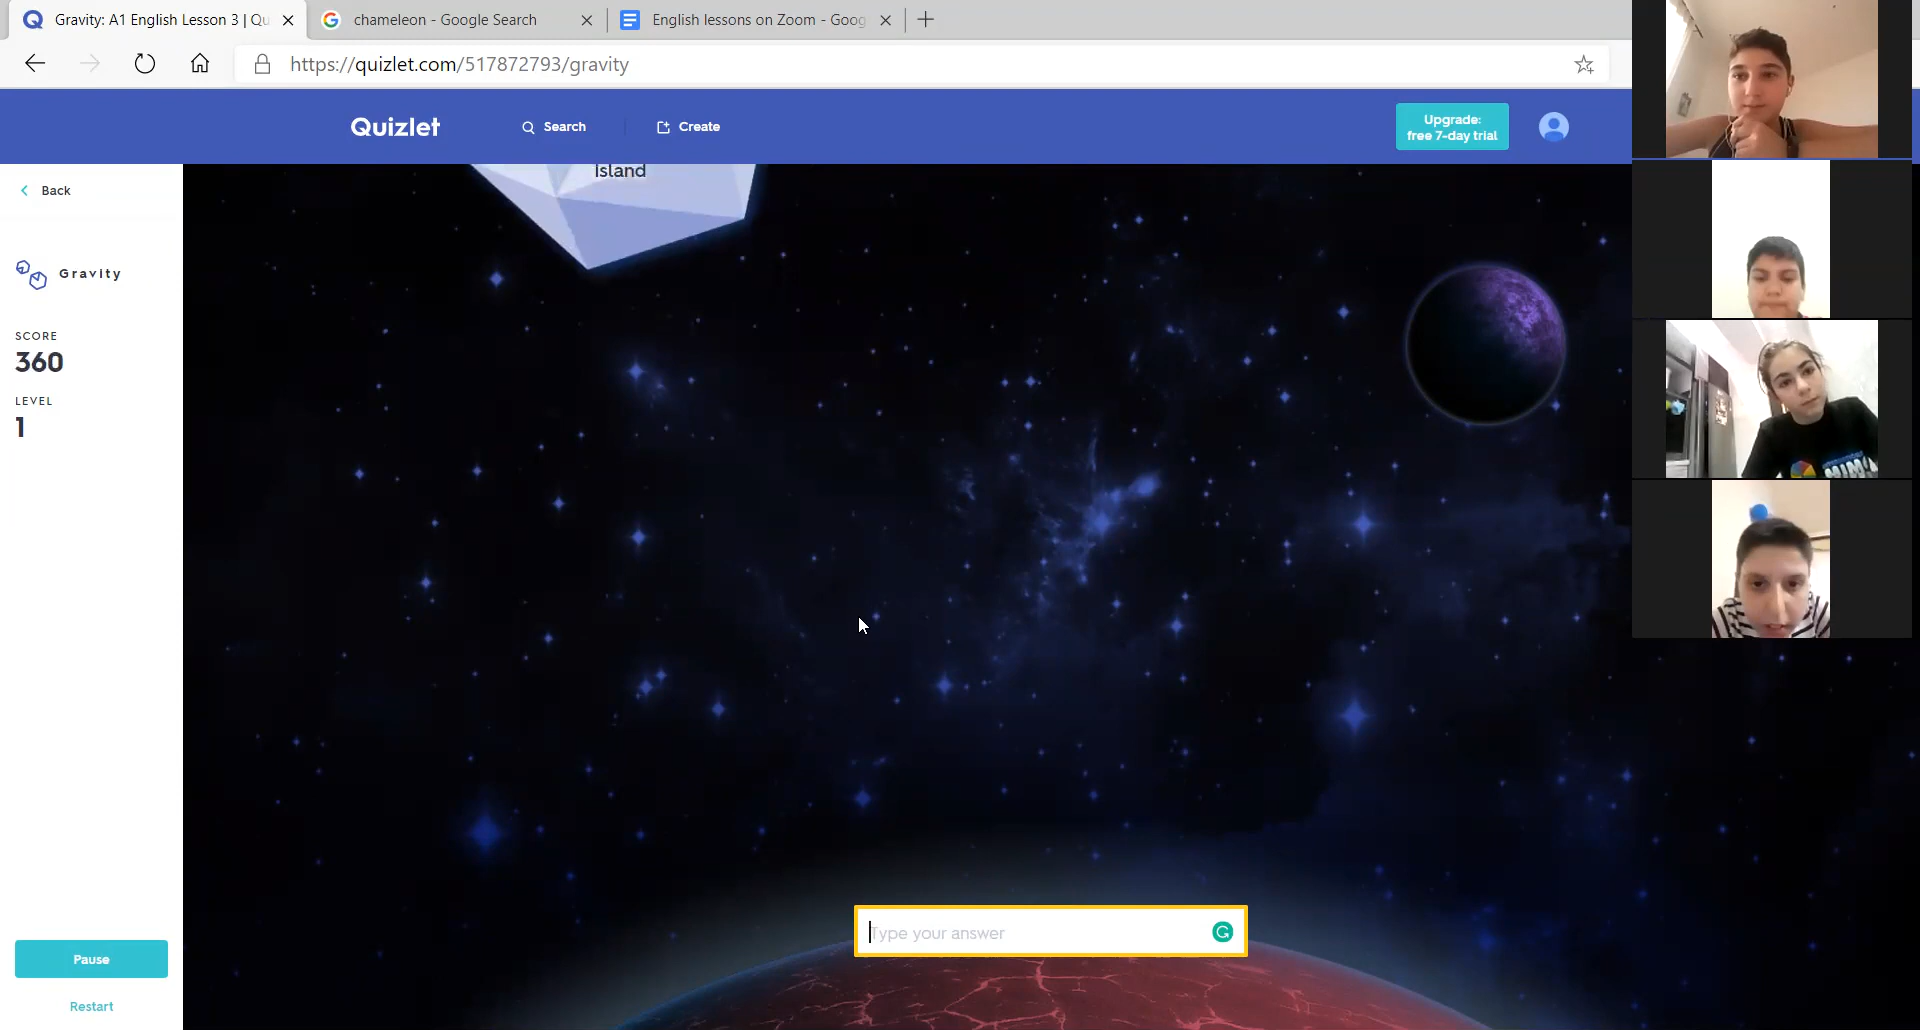 Gravity: A1 English Lesson 3 | Qu
chameleon - Google Search
English lessons on Zoom - Goog
https://quizlet.com/517872793/gravity
Quizlet
Search
Create
Upgrade:
free 7-day trial
Back
Gravity
SCORE
360
LEVEL
1
Island
Type your answer
Pause
Restart